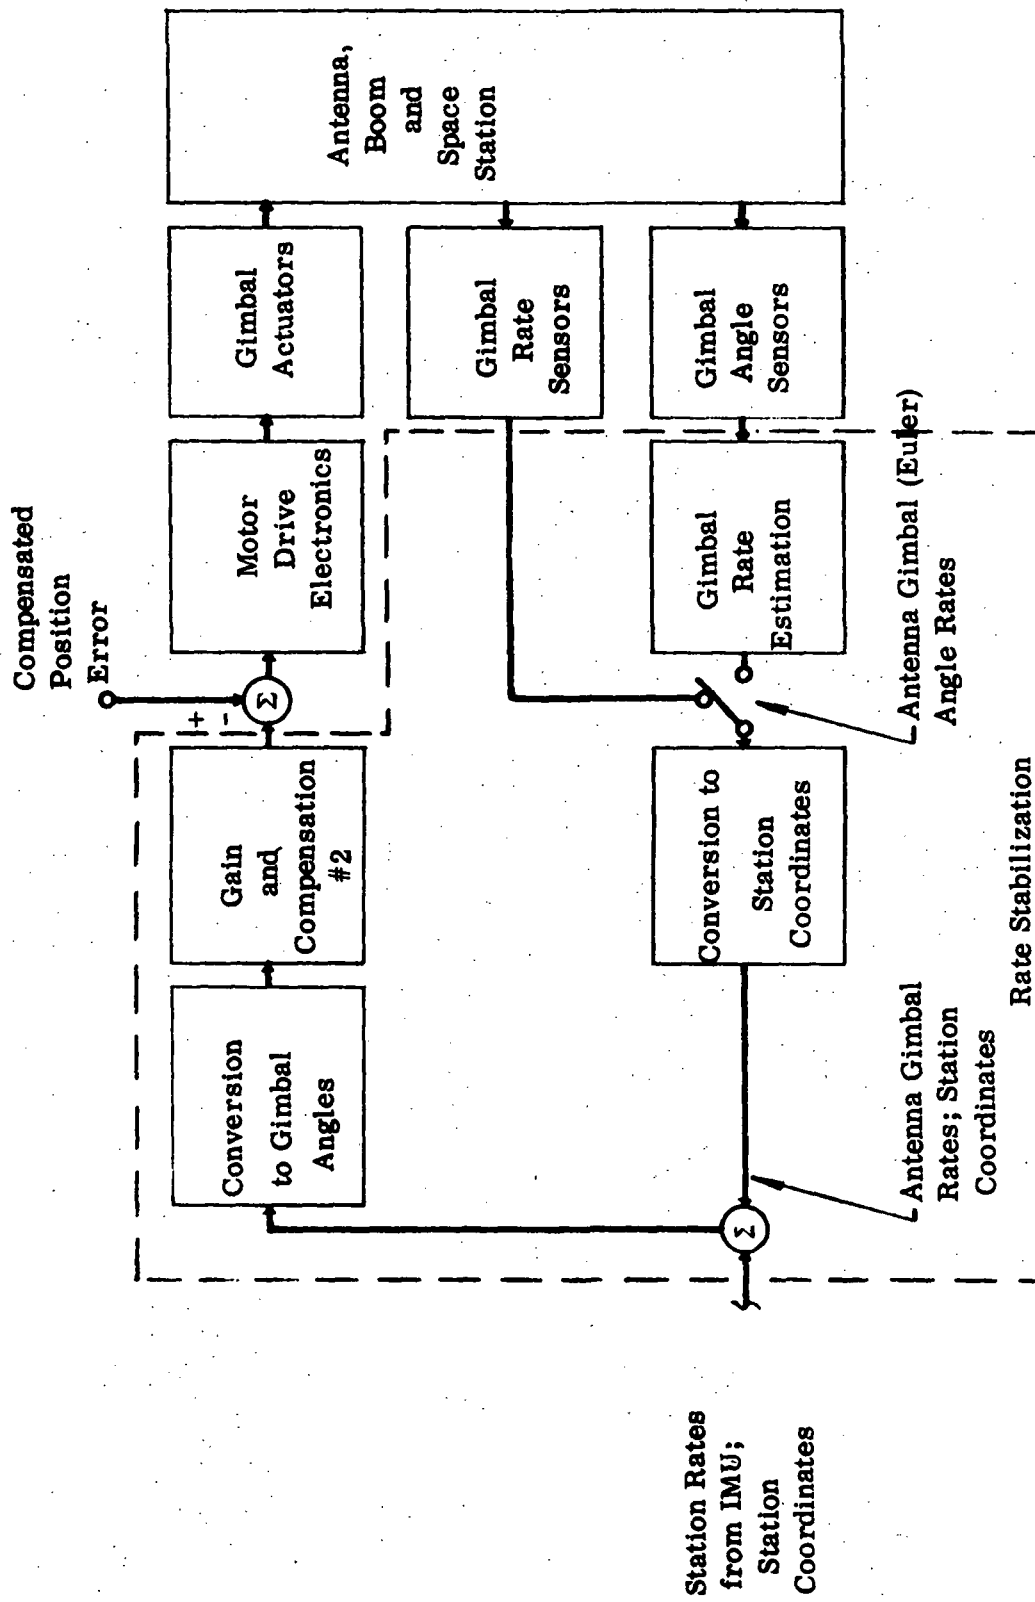 Compensated
Position
Error
+
-
Σ
Conversion
to Gimbal
Angles
Gain
and
Compensation
#2
Motor
Drive
Electronics
Gimbal
Actuators
Antenna,
Boom
and
Space
Station
Gimbal
Rate
Sensors
Gimbal
Angle
Sensors
Gimbal
Rate
Estimation
Conversion to
Station
Coordinates
Σ
Station Rates
from IMU;
Station
Coordinates
Antenna Gimbal
Rates; Station
Coordinates
Antenna Gimbal (Euler)
Angle Rates
Rate Stabilization